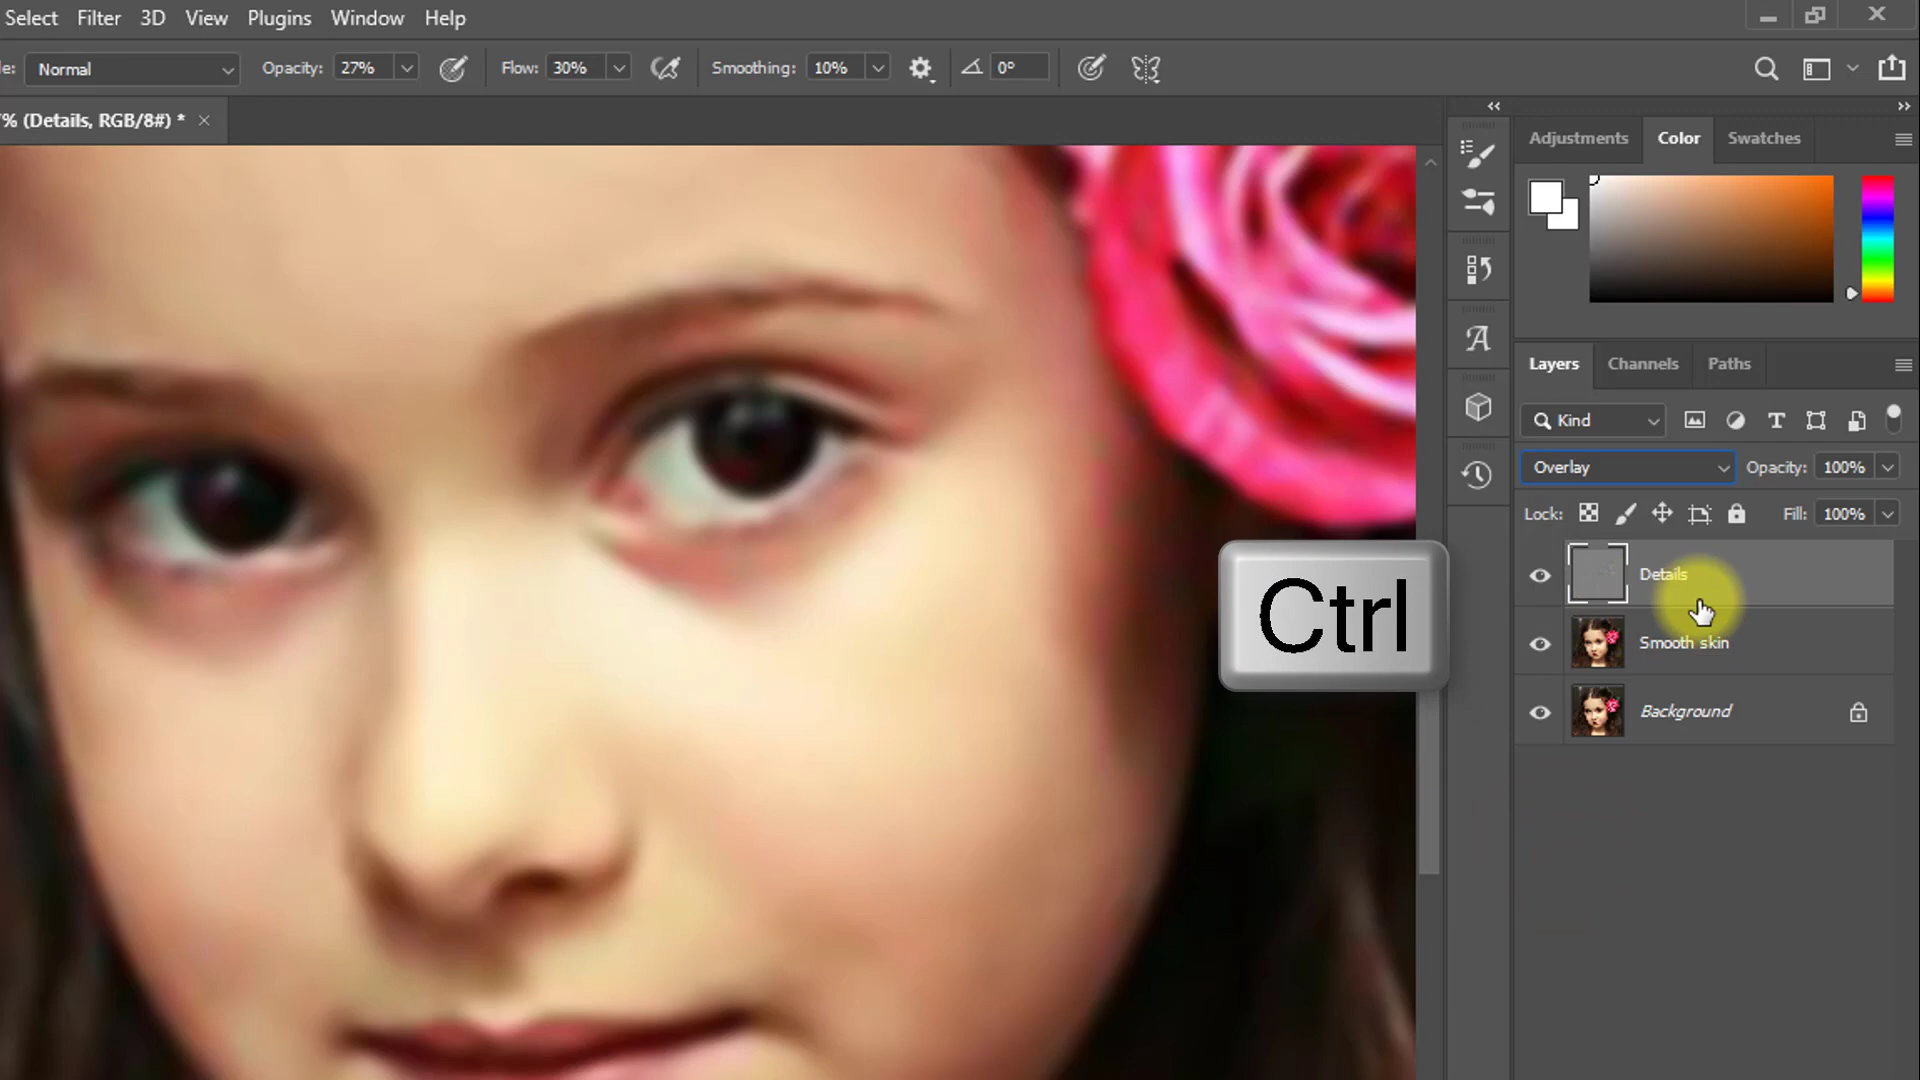 Select Filter 3D View Plugins Window Help
le: Normal Opacity: 27% Flow: 30% Smoothing: 10% 0°
% (Details, RGB/8#) *
Adjustments Color Swatches
Layers Channels Paths
Kind
Overlay Opacity: 100%
Lock: Fill: 100%
Details
Ctrl
Smooth skin
Background